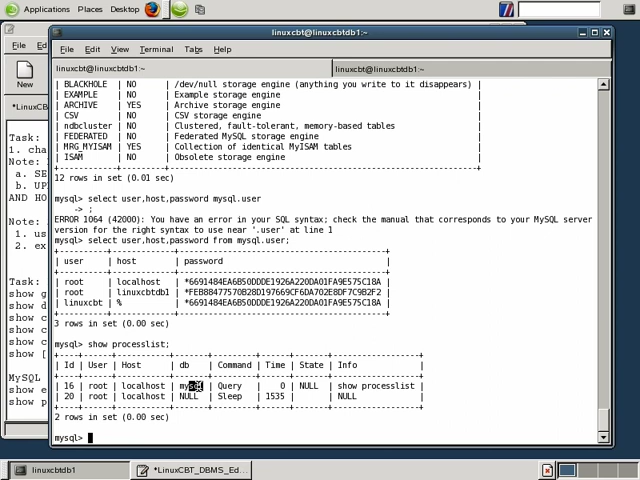 Applications Places Desktop
linuxcbt@linuxcbtdb1:~
File Edit View Terminal Tabs Help
linuxcbt@linuxcbtdb1:~ linuxcbt@linuxcbtdb1:~
File Ed
New
*LinuxCB
Task:
1. cha
Note:
a. SE
b. UP
AND HO
Note:
1. us
2. ex
Task:
show g
show d
show c
show c
show c
show [
MySQL
show e
show p
| BLACKHOLE | NO | /dev/null storage engine (anything you write to it disappears) |
| EXAMPLE | NO | Example storage engine |
| ARCHIVE | YES | Archive storage engine |
| CSV | NO | CSV storage engine |
| ndbcluster | NO | Clustered, fault-tolerant, memory-based tables |
| FEDERATED | NO | Federated MySQL storage engine |
| MRG_MYISAM | YES | Collection of identical MyISAM tables |
| ISAM | NO | Obsolete storage engine |
12 rows in set (0.01 sec)
mysql> select user,host,password mysql.user
-> ;
ERROR 1064 (42000): You have an error in your SQL syntax; check the manual that corresponds to your MySQL server
version for the right syntax to use near '.user' at line 1
mysql> select user,host,password from mysql.user;
| user | host | password |
| root | localhost | *6691484EA6B50DDDE1926A220DA01FA9E575C18A |
| root | linuxcbtdb1 | *FEB88477570B28D197669CF6DA702E8DF7C9B2F2 |
| linuxcbt | % | *6691484EA6B50DDDE1926A220DA01FA9E575C18A |
3 rows in set (0.00 sec)
mysql> show processlist;
| Id | User | Host | db | Command | Time | State | Info |
| 16 | root | localhost | mysql | Query | 0 | NULL | show processlist |
| 20 | root | localhost | NULL | Sleep | 1535 | | NULL |
2 rows in set (0.00 sec)
mysql>
linuxcbtdb1 *LinuxCBT_DBMS_Ed...